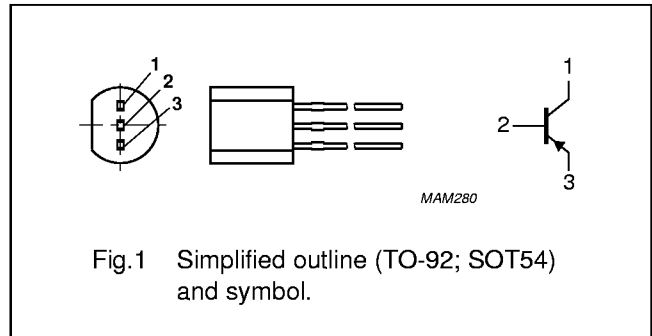 1
2
3
1
2
3
MAM280
Fig.1 Simplified outline (TO-92; SOT54)
and symbol.